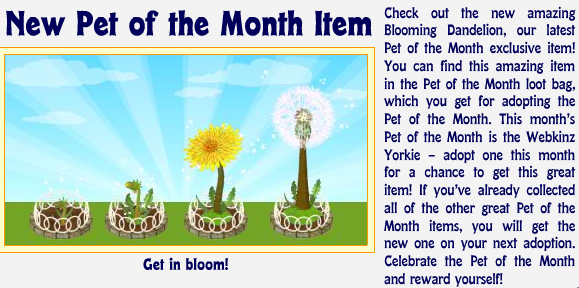 New Pet of the Month Item
Get in bloom!
Check out the new amazing
Blooming Dandelion, our latest
Pet of the Month exclusive item!
You can find this amazing item
in the Pet of the Month loot bag,
which you get for adopting the
Pet of the Month. This month's
Pet of the Month is the Webkinz
Yorkie – adopt one this month
for a chance to get this great
item! If you've already collected
all of the other great Pet of the
Month items, you will get the
new one on your next adoption.
Celebrate the Pet of the Month
and reward yourself!